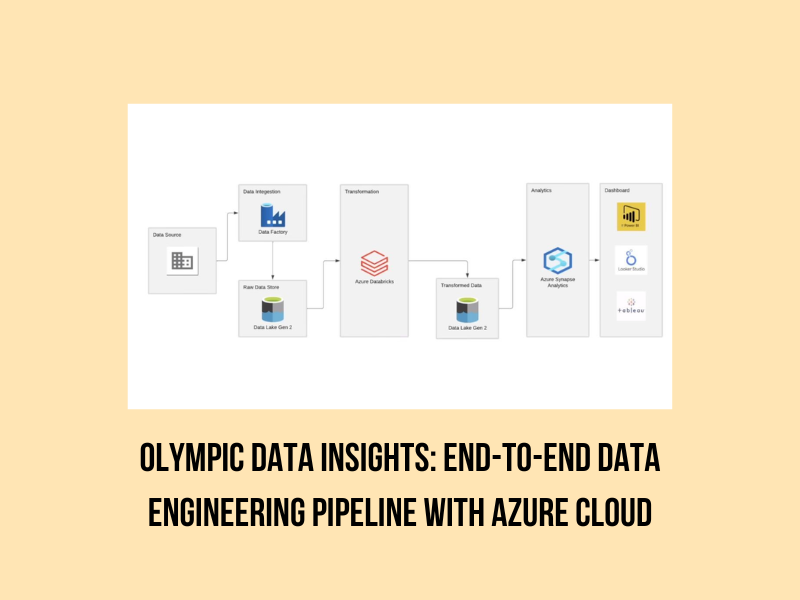 Data Source
Data Integestion
Data Factory
Raw Data Store
Data Lake Gen 2
Transformation
Azure Databricks
Transformed Data
Data Lake Gen 2
Analytics
Azure Synapse
Analytics
Dashboard
Power BI
Looker Studio
+ableau
OLYMPIC DATA INSIGHTS: END-TO-END DATA
ENGINEERING PIPELINE WITH AZURE CLOUD